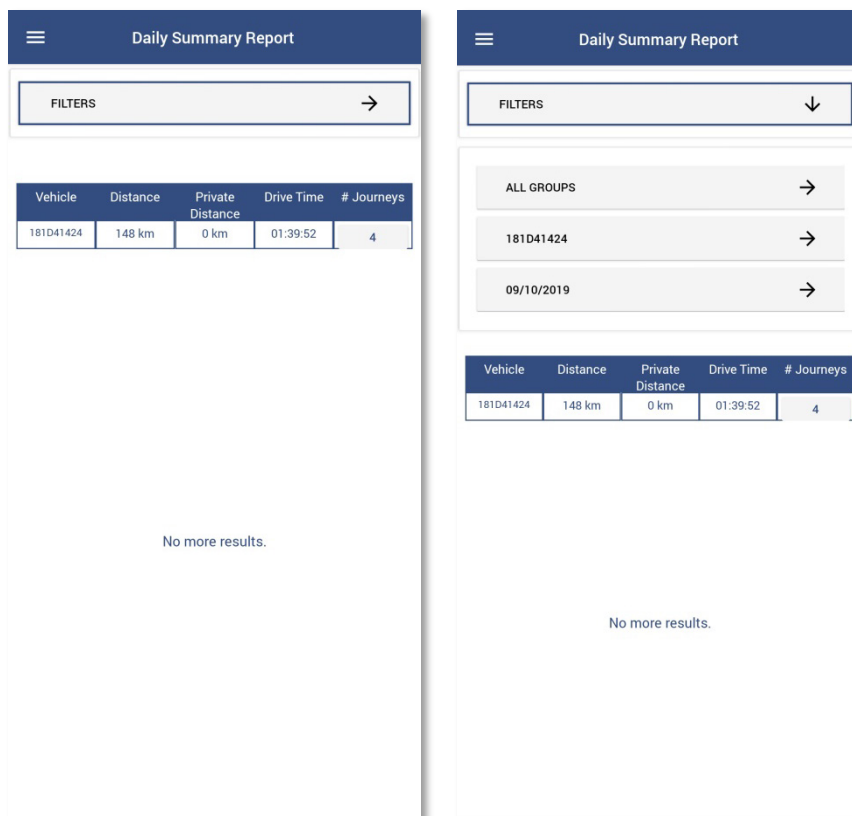 Daily Summary Report
FILTERS
Vehicle Distance Private Distance Drive Time # Journeys
181D41424 148 km 0 km 01:39:52 4
No more results.
Daily Summary Report
FILTERS
ALL GROUPS
181D41424
09/10/2019
Vehicle Distance Private Distance Drive Time # Journeys
181D41424 148 km 0 km 01:39:52 4
No more results.